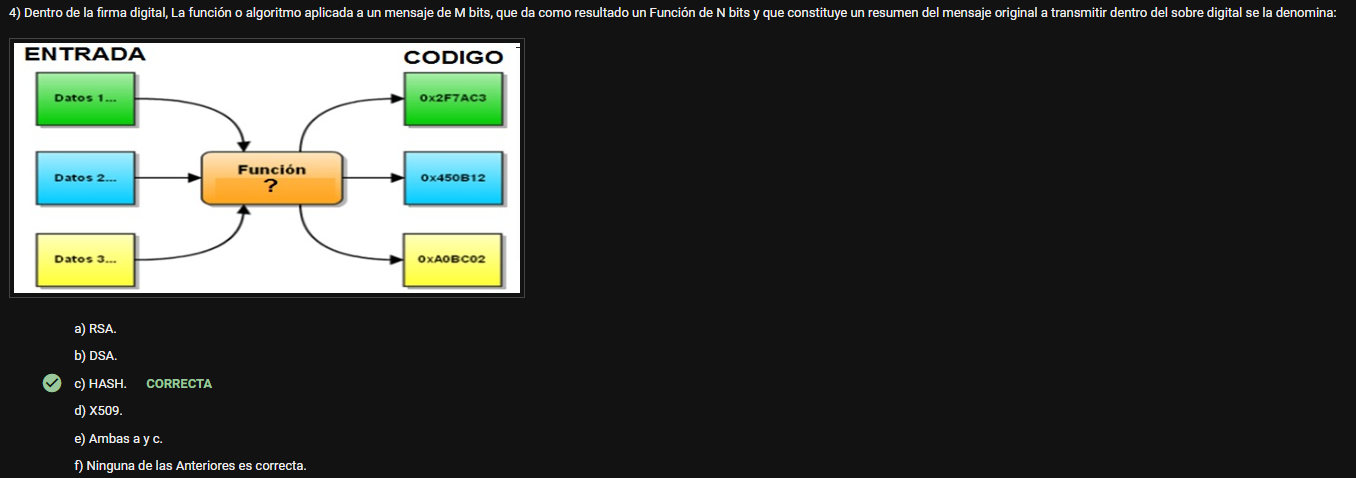 4) Dentro de la firma digital, La función o algoritmo aplicada a un mensaje de M bits, que da como resultado un Función de N bits y que constituye un resumen del mensaje original a transmitir dentro del sobre digital se la denomina:
ENTRADA CODIGO
Datos 1... 0x2F7AC3
Datos 2... Función ? 0x450B12
Datos 3... 0xA0BC02
a) RSA.
b) DSA.
c) HASH. CORRECTA
d) X509.
e) Ambas a y c.
f) Ninguna de las Anteriores es correcta.